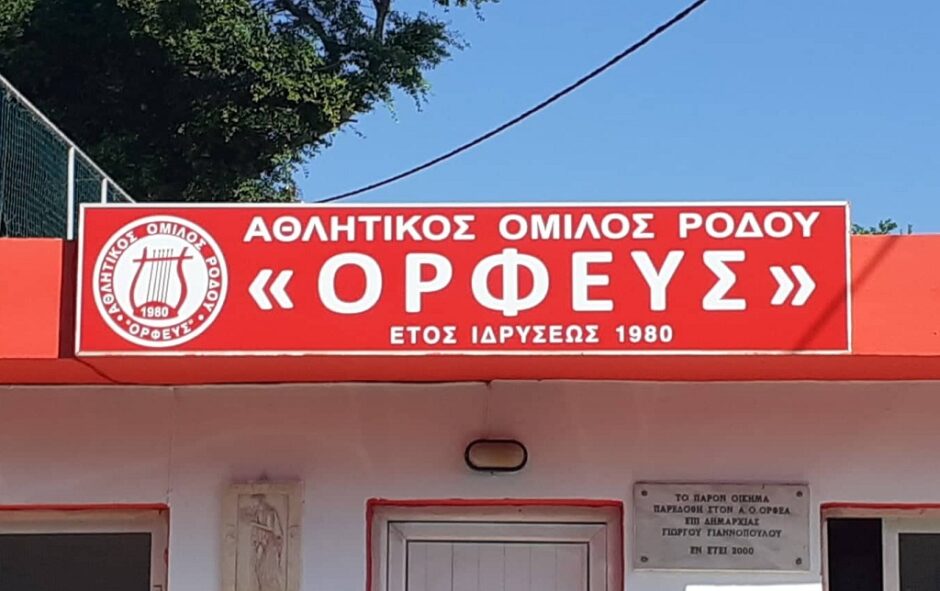 ΑΘΛΗΤΙΚΟΣ ΟΜΙΛΟΣ ΡΟΔΟΥ
«ΟΡΦΕΥΣ»
ΕΤΟΣ ΙΔΡΥΣΕΩΣ 1980
ΑΘΛΗΤΙΚΟΣ ΟΜΙΛΟΣ ΡΟΔΟΥ
1980
"ΟΡΦΕΥΣ"
ΤΟ ΠΑΡΟΝ ΟΙΚΗΜΑ
ΠΑΡΕΔΟΘΗ ΣΤΟΝ Α.Ο.ΟΡΦΕΑ
ΕΠΙ ΔΗΜΑΡΧΙΑΣ
ΓΙΩΡΓΟΥ ΓΙΑΝΝΟΠΟΥΛΟΥ
ΕΝ ΕΤΕΙ 2000